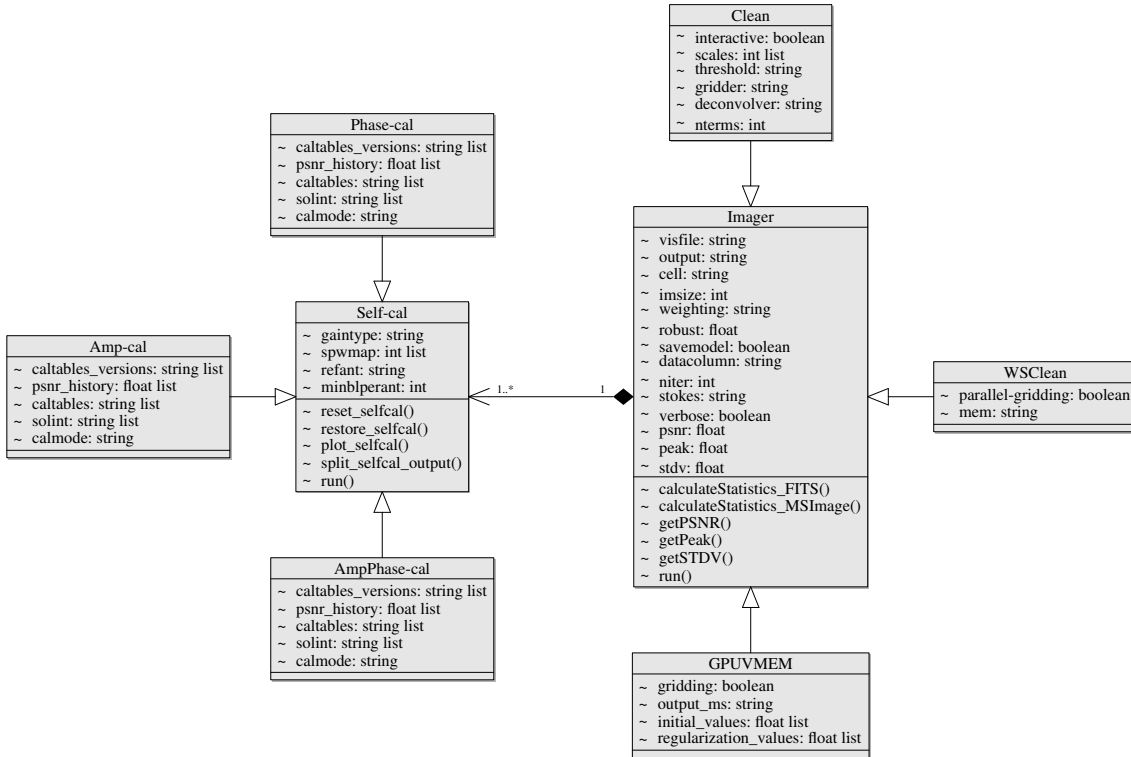 Clean
~ interactive: boolean
~ scales: int list
~ threshold: string
~ gridder: string
~ deconvolver: string
~ nterms: int
Phase-cal
~ caltables_versions: string list
~ psnr_history: float list
~ caltables: string list
~ solint: string list
~ calmode: string
Imager
~ visfile: string
~ output: string
~ cell: string
~ imsize: int
~ weighting: string
~ robust: float
~ savemodel: boolean
~ datacolumn: string
~ niter: int
~ stokes: string
~ verbose: boolean
~ psnr: float
~ peak: float
~ stdv: float
~ calculateStatistics_FITS()
~ calculateStatistics_MSImage()
~ getPSNR()
~ getPeak()
~ getSTDV()
~ run()
Self-cal
~ gaintype: string
~ spwmap: int list
~ refant: string
~ minblperant: int
~ reset_selfcal()
~ restore_selfcal()
~ plot_selfcal()
~ split_selfcal_output()
~ run()
1..*
1
Amp-cal
~ caltables_versions: string list
~ psnr_history: float list
~ caltables: string list
~ solint: string list
~ calmode: string
WSClean
~ parallel-gridding: boolean
~ mem: string
AmpPhase-cal
~ caltables_versions: string list
~ psnr_history: float list
~ caltables: string list
~ solint: string list
~ calmode: string
GPUVMEM
~ gridding: boolean
~ output_ms: string
~ initial_values: float list
~ regularization_values: float list